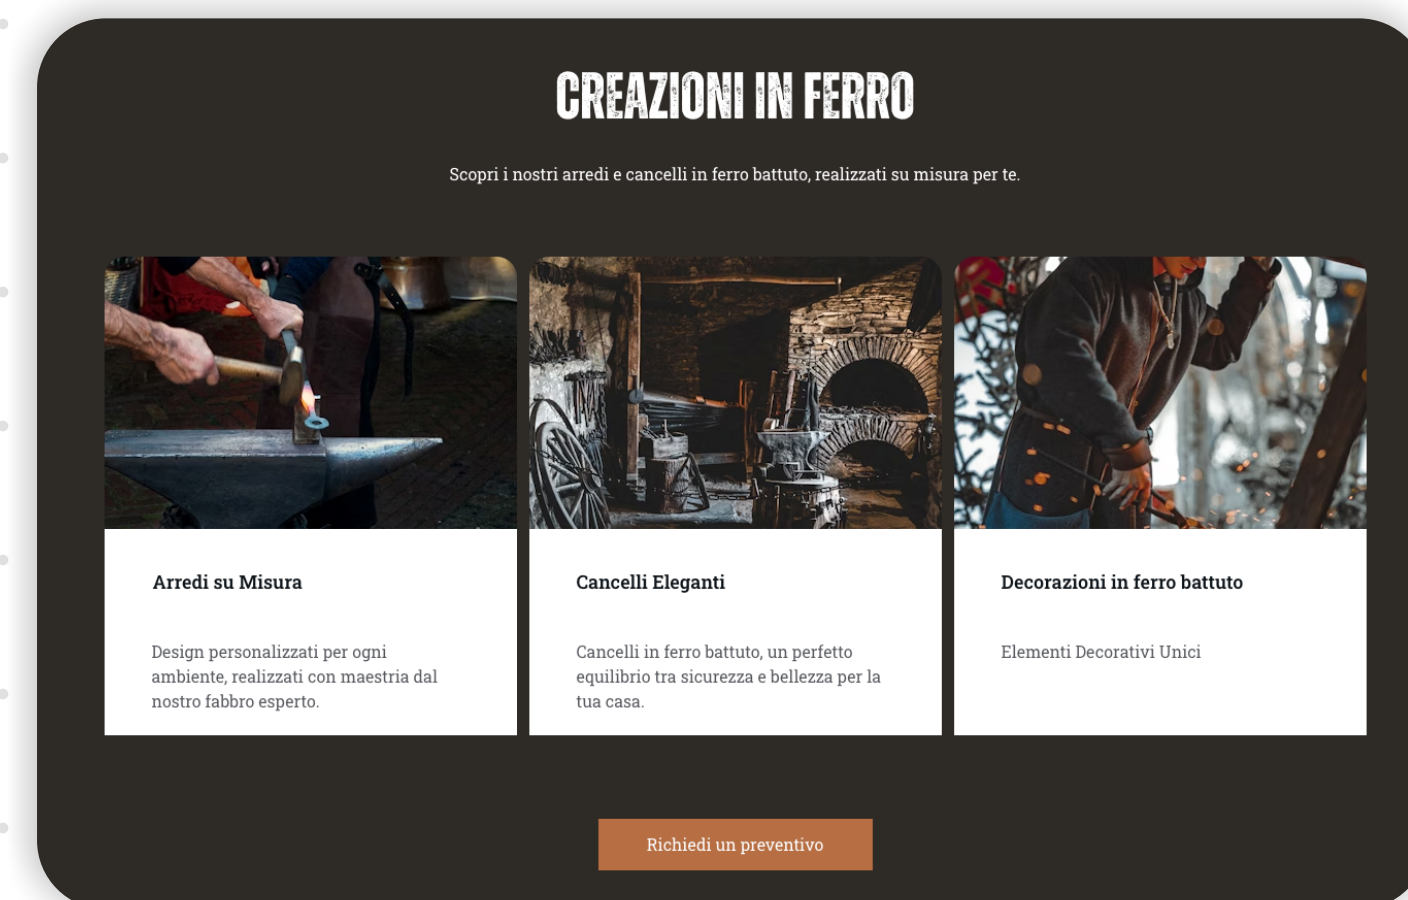 CREAZIONI IN FERRO
Scopri i nostri arredi e cancelli in ferro battuto, realizzati su misura per te.
Arredi su Misura
Design personalizzati per ogni
ambiente, realizzati con maestria dal
nostro fabbro esperto.
Cancelli Eleganti
Cancelli in ferro battuto, un perfetto
equilibrio tra sicurezza e bellezza per la
tua casa.
Decorazioni in ferro battuto
Elementi Decorativi Unici
Richiedi un preventivo